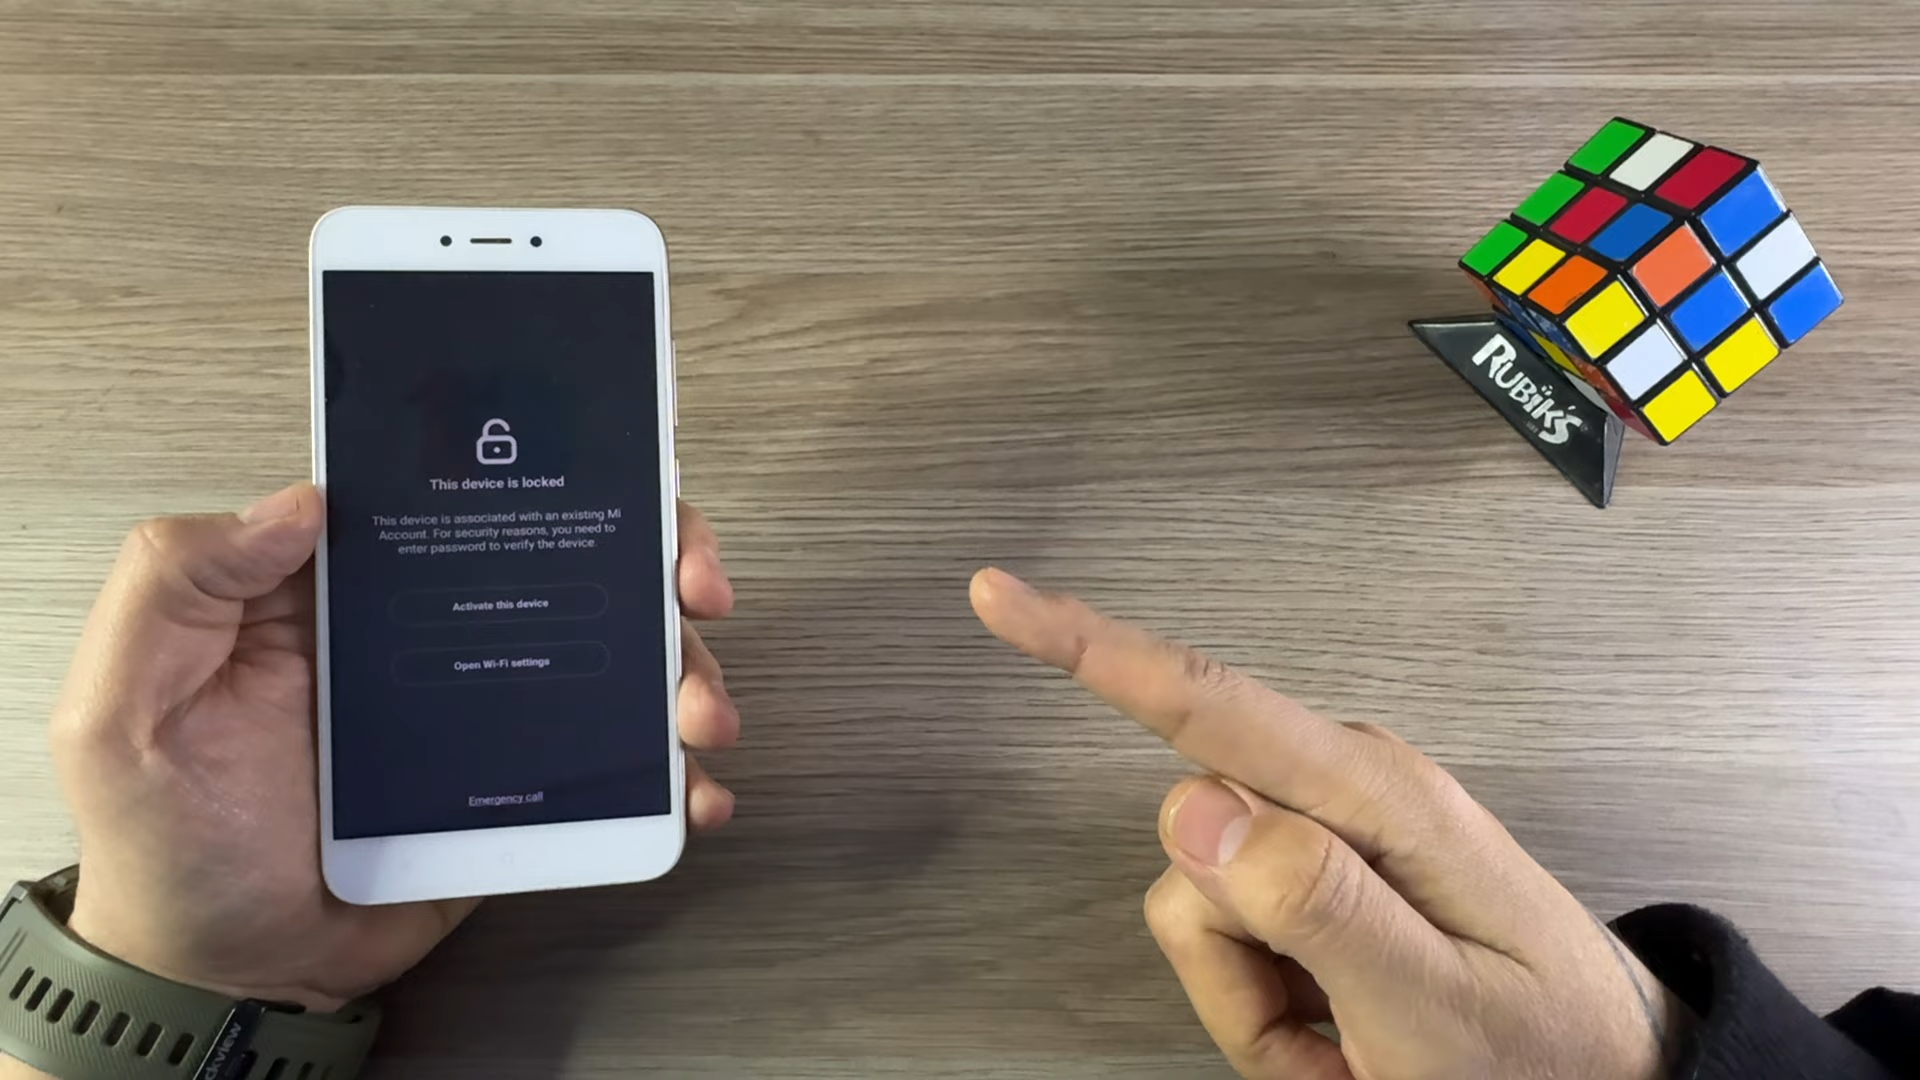 This device is locked
This device is associated with an existing Mi
Account. For security reasons, you need to
enter password to verify the device.
Activate this device
Open Wi-Fi settings
Emergency call
RUBIK'S
ckview